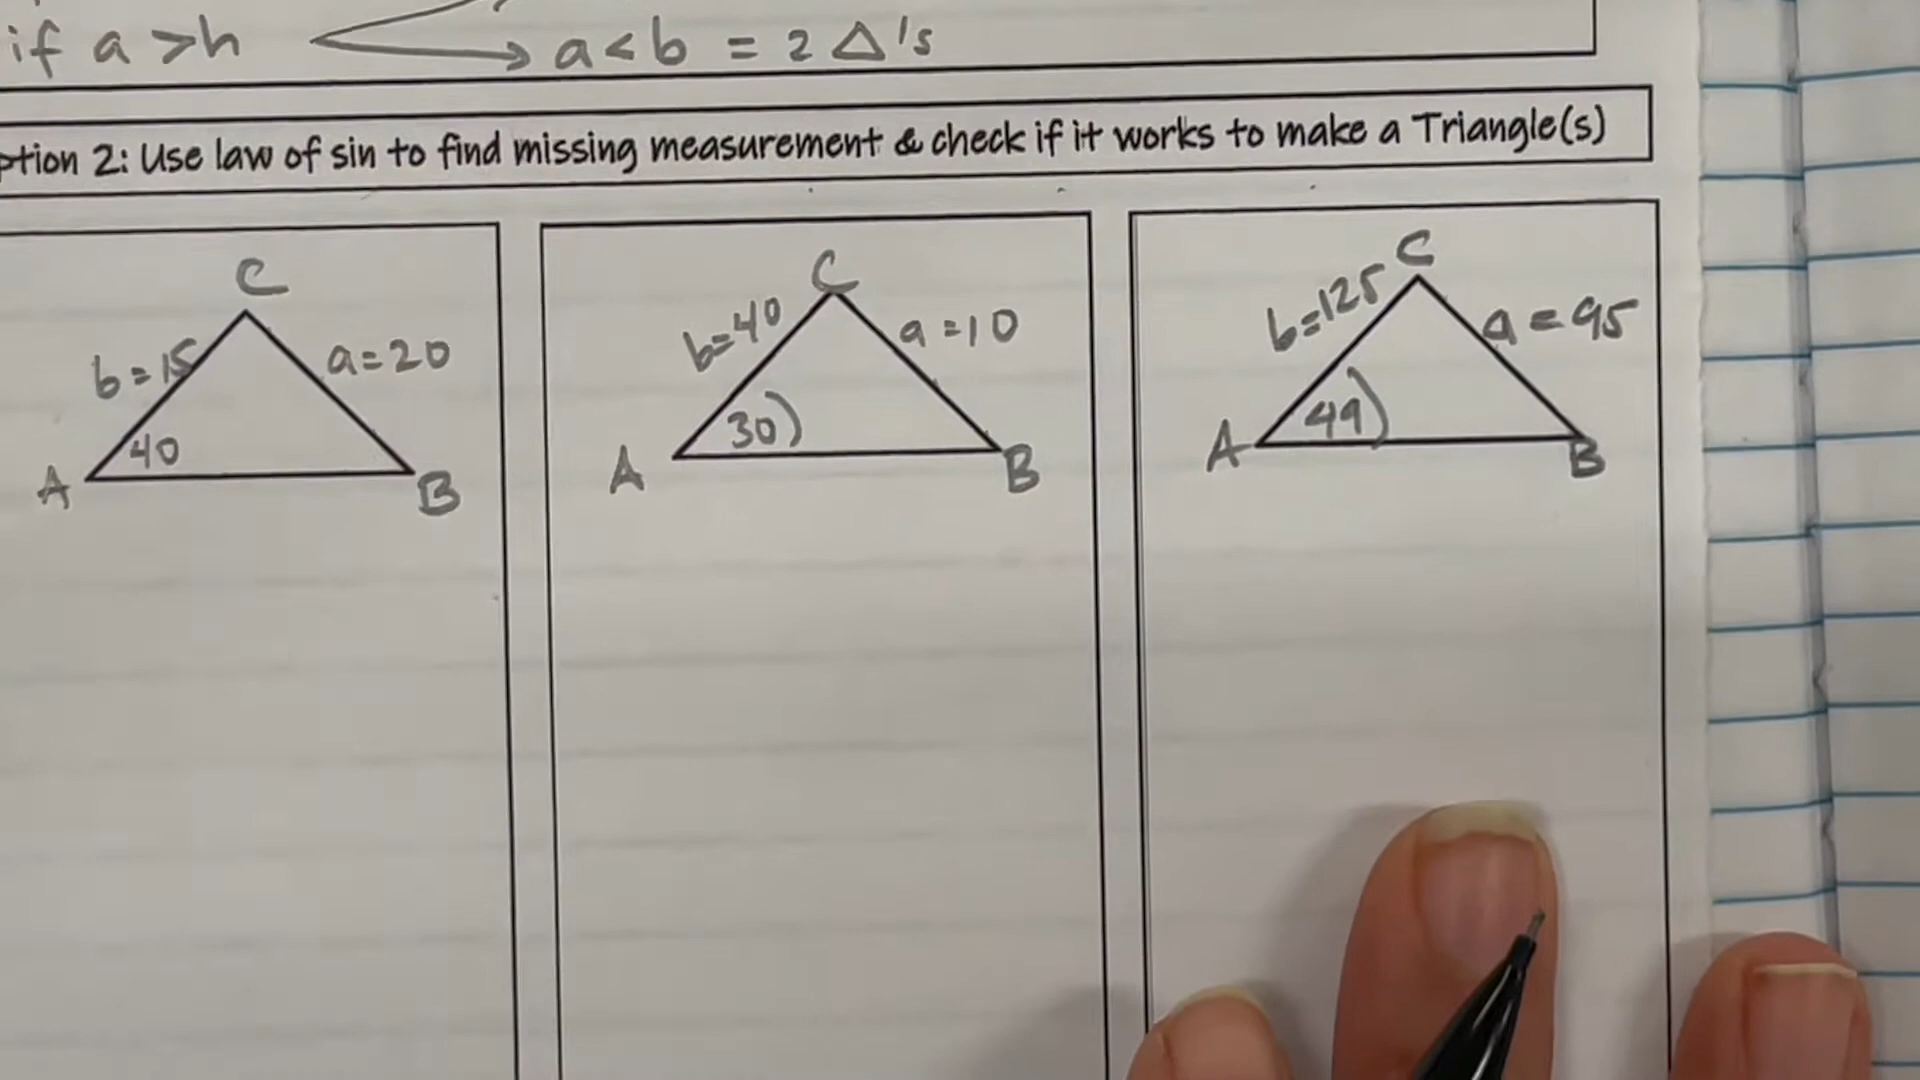 if a > h a < b = 2 △'s
ption 2: Use law of sin to find missing measurement & check if it works to make a Triangle(s)
C
b = 15 a = 20
40
A B
C
b = 40 a = 10
30
A B
C
b = 125 a = 95
49
A B